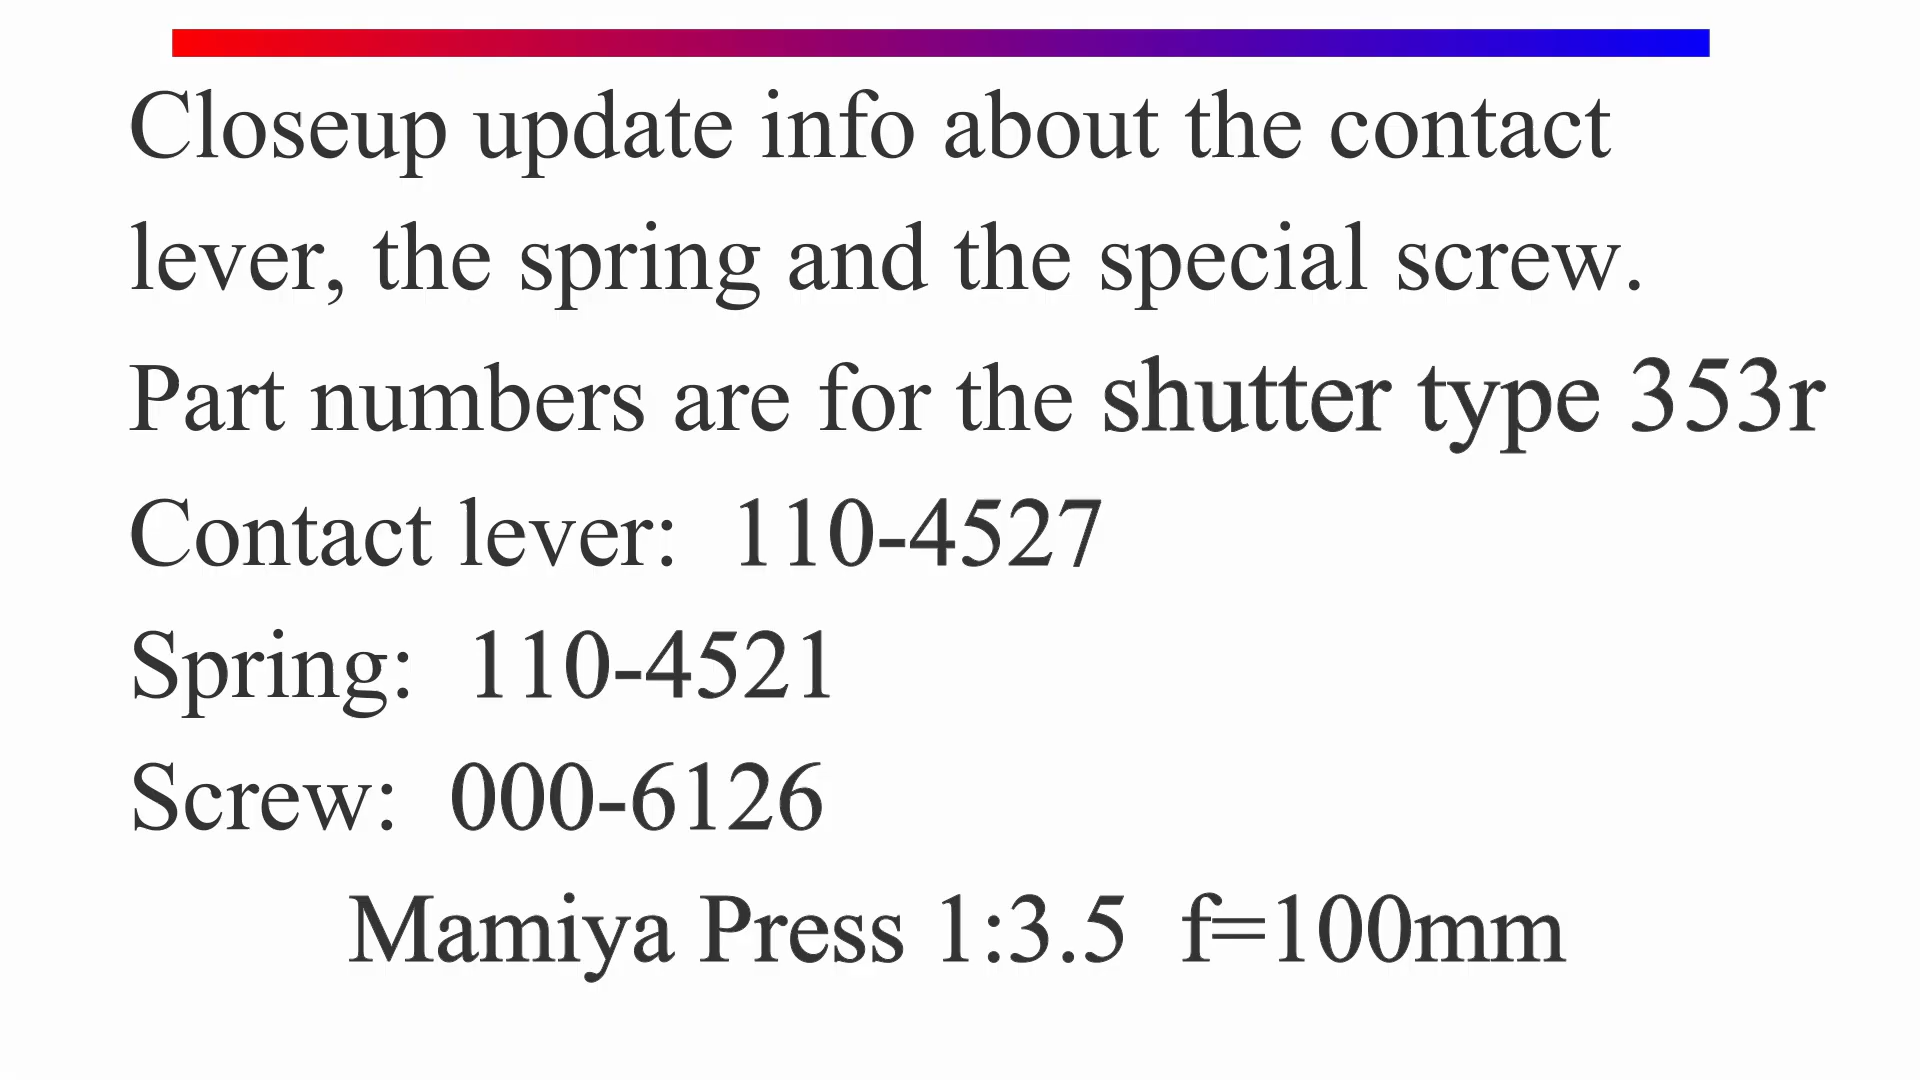 Closeup update info about the contact
lever, the spring and the special screw.
Part numbers are for the shutter type 353r
Contact lever:  110-4527
Spring:  110-4521
Screw:  000-6126
Mamiya Press 1:3.5  f=100mm